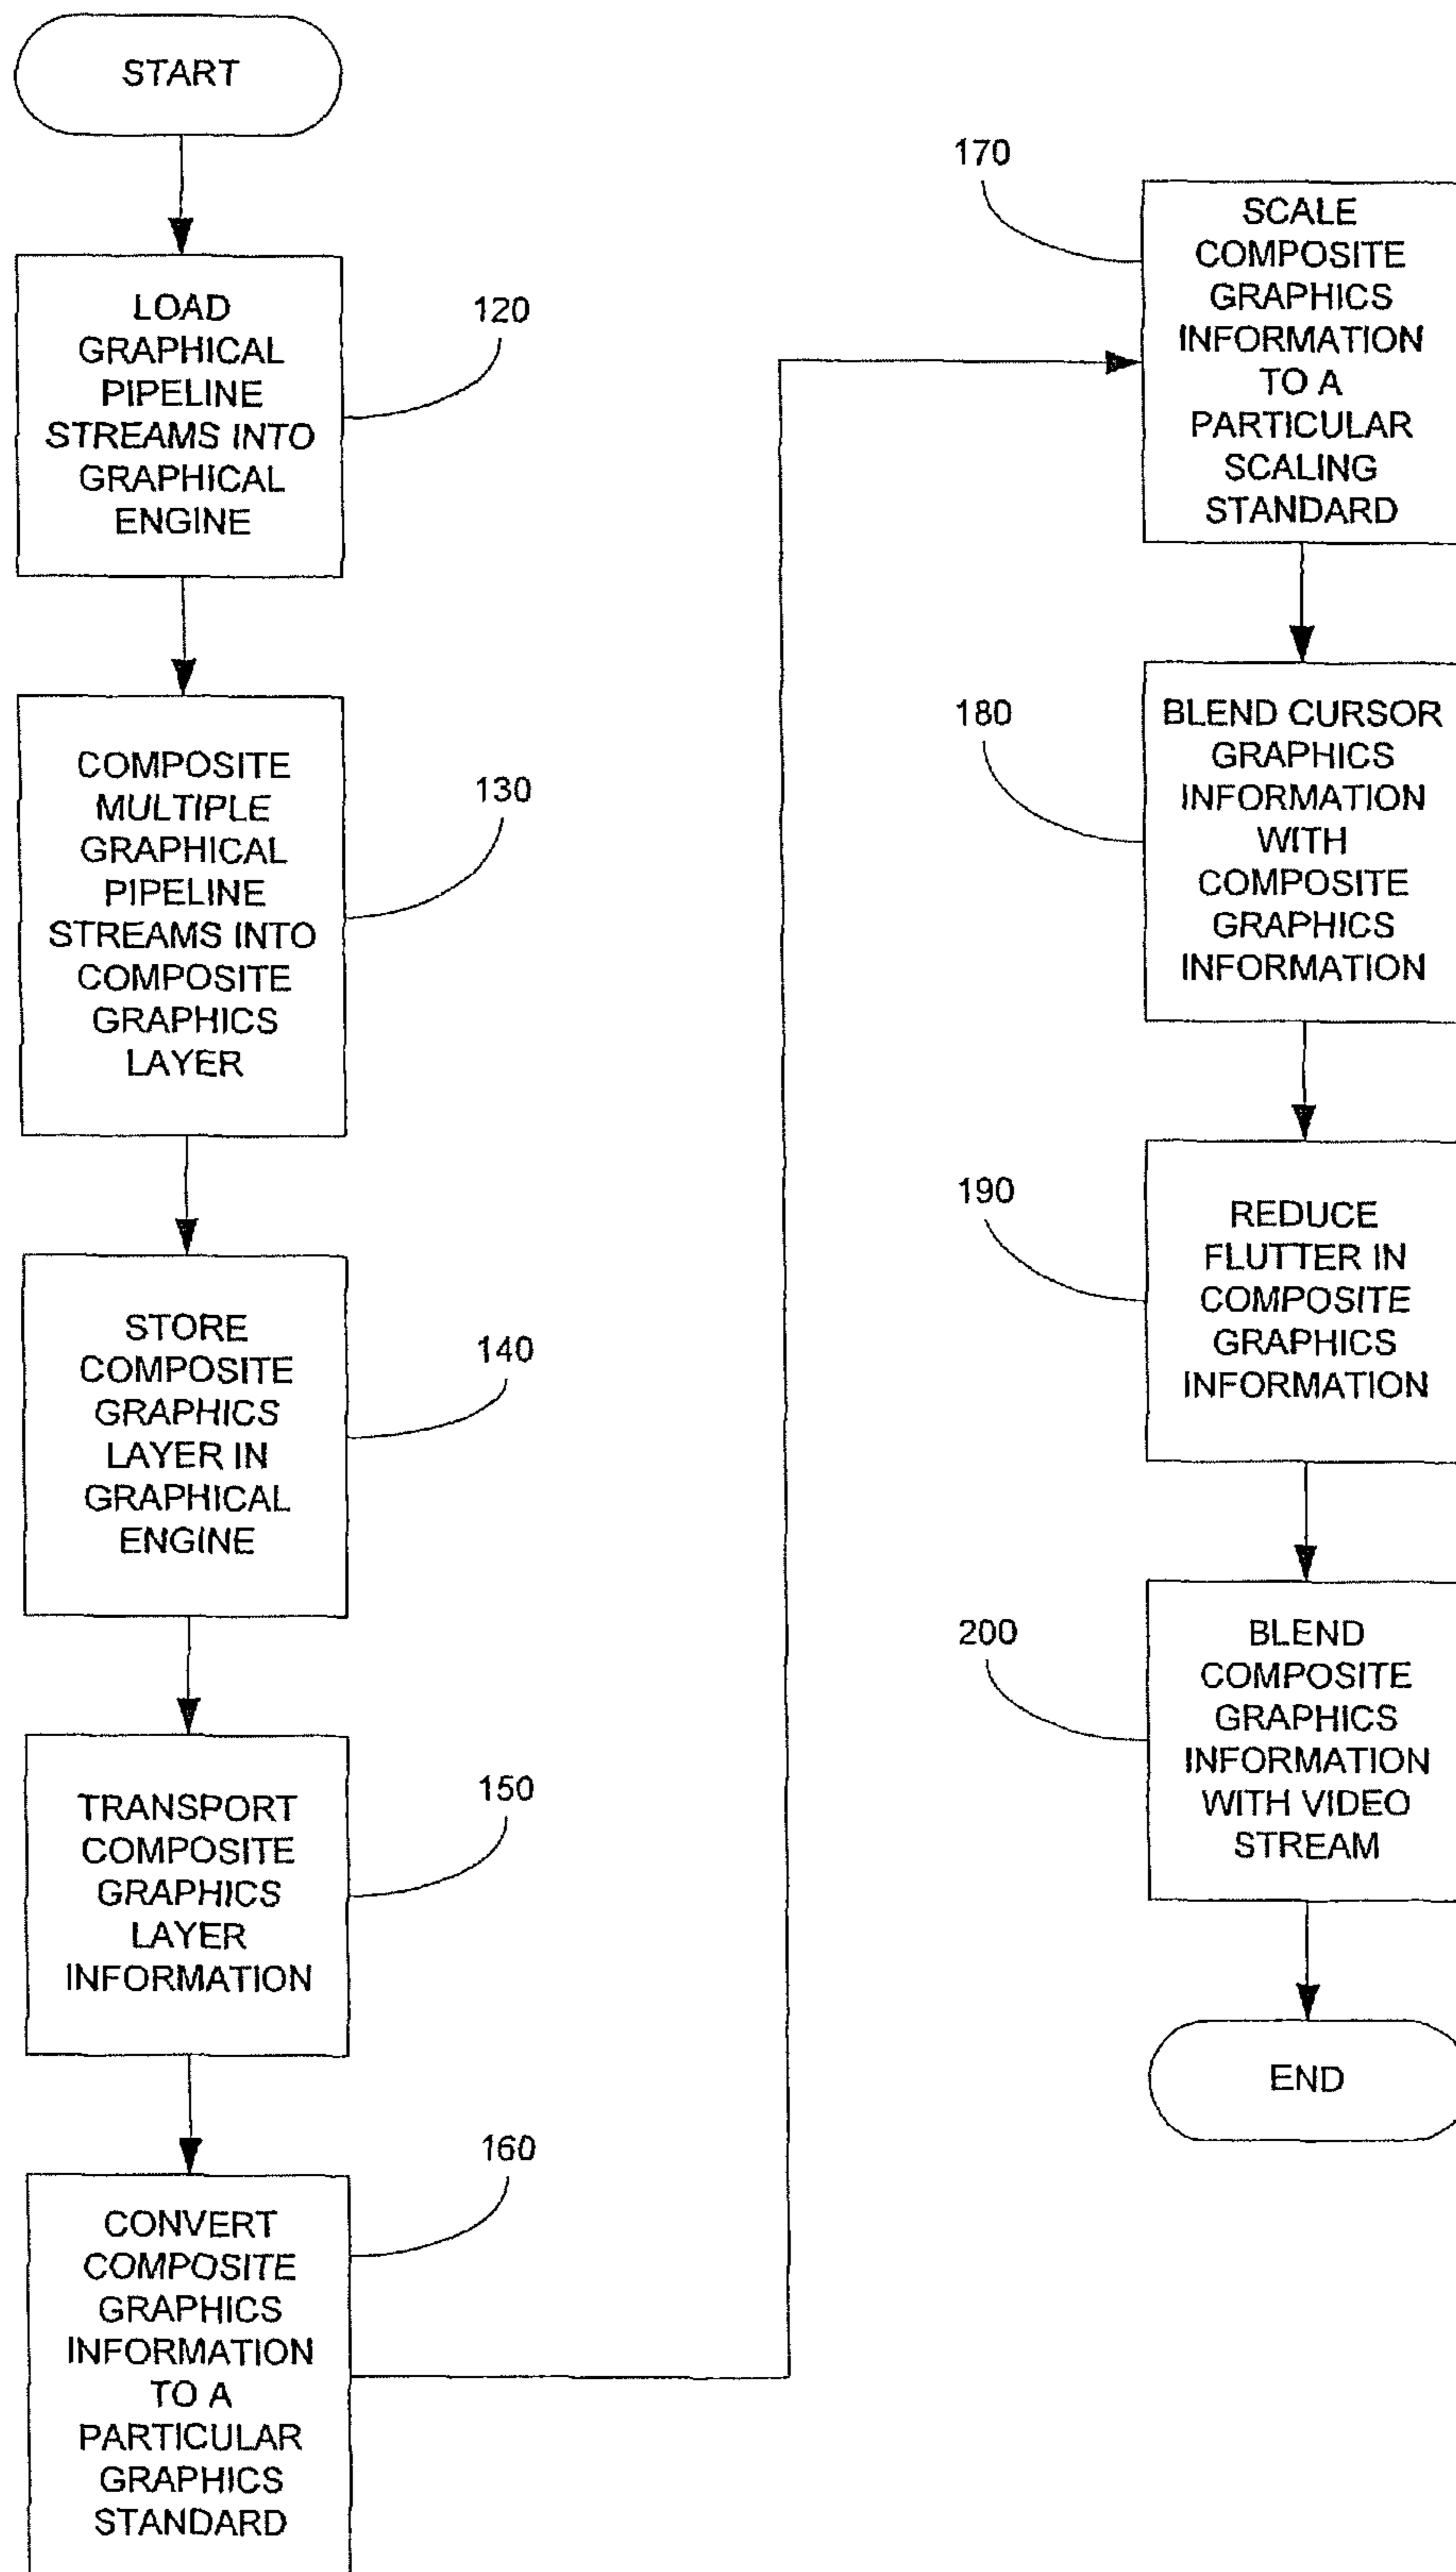 START
LOAD
GRAPHICAL
PIPELINE
STREAMS INTO
GRAPHICAL
ENGINE
120
COMPOSITE
MULTIPLE
GRAPHICAL
PIPELINE
STREAMS INTO
COMPOSITE
GRAPHICS
LAYER
130
STORE
COMPOSITE
GRAPHICS
LAYER IN
GRAPHICAL
ENGINE
140
TRANSPORT
COMPOSITE
GRAPHICS
LAYER
INFORMATION
150
CONVERT
COMPOSITE
GRAPHICS
INFORMATION
TO A
PARTICULAR
GRAPHICS
STANDARD
160
170
SCALE
COMPOSITE
GRAPHICS
INFORMATION
TO A
PARTICULAR
SCALING
STANDARD
180
BLEND CURSOR
GRAPHICS
INFORMATION
WITH
COMPOSITE
GRAPHICS
INFORMATION
190
REDUCE
FLUTTER IN
COMPOSITE
GRAPHICS
INFORMATION
200
BLEND
COMPOSITE
GRAPHICS
INFORMATION
WITH VIDEO
STREAM
END